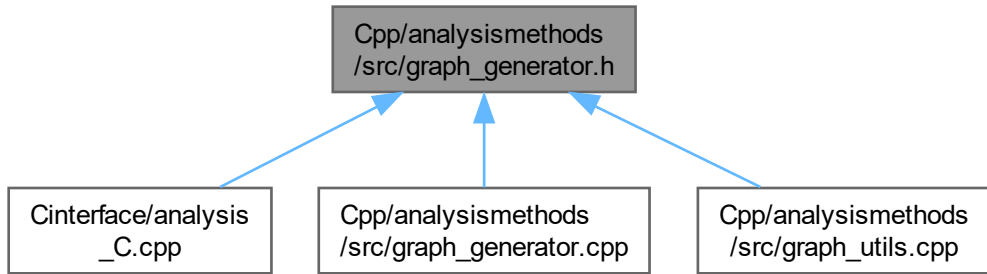 Cpp/analysismethods
/src/graph_generator.h
Cinterface/analysis
_C.cpp
Cpp/analysismethods
/src/graph_generator.cpp
Cpp/analysismethods
/src/graph_utils.cpp